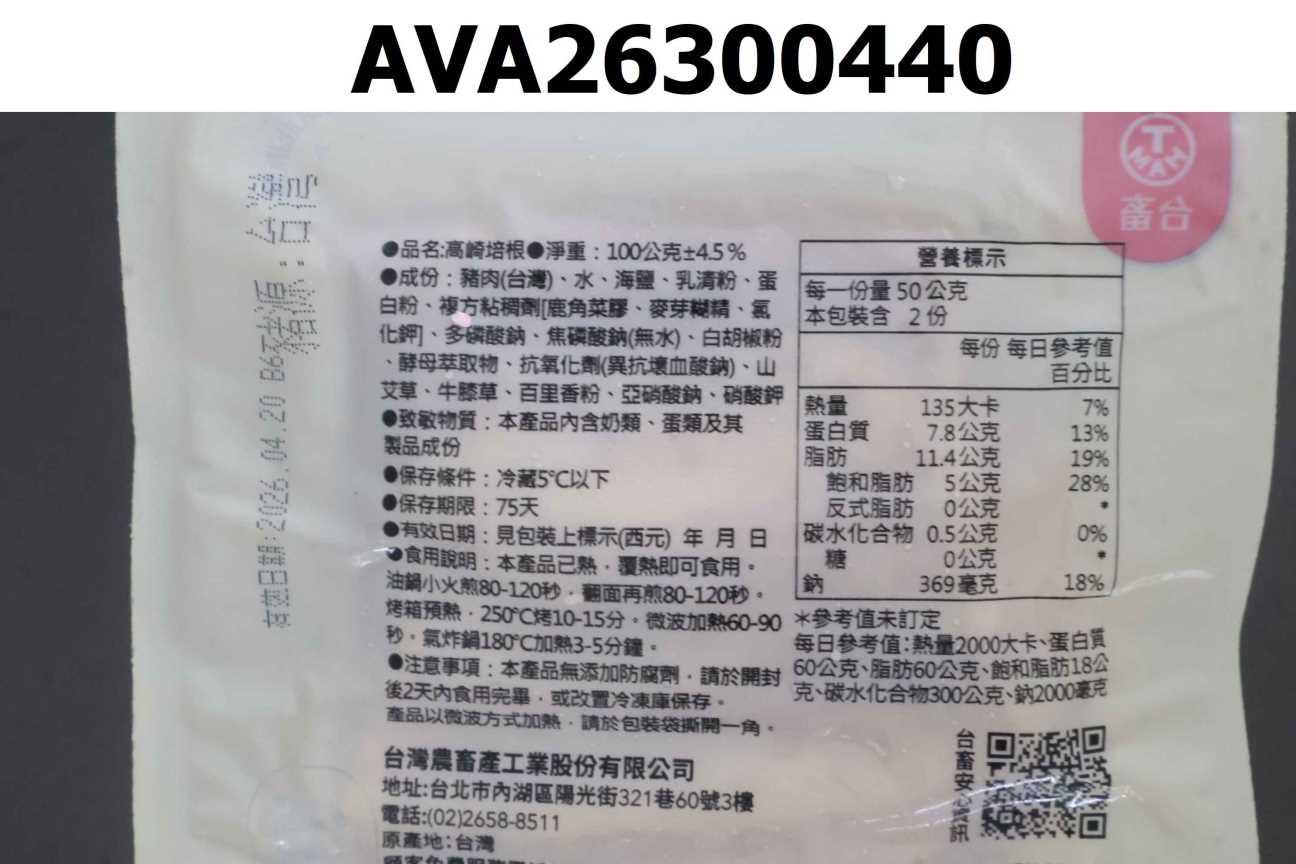 AVA26300440
T
MAH
台畜
●品名:高崎培根●淨重：100公克±4.5%
●成份：豬肉(台灣)、水、海鹽、乳清粉、蛋
白粉、複方粘稠劑[鹿角菜膠、麥芽糊精、氯
化鉀]、多磷酸鈉、焦磷酸鈉(無水)、白胡椒粉
、酵母萃取物、抗氧化劑(異抗壞血酸鈉)、山
艾草、牛膝草、百里香粉、亞硝酸鈉、硝酸鉀
●致敏物質：本產品內含奶類、蛋類及其
製品成份
●保存條件：冷藏5°C以下
●保存期限：75天
●有效日期：見包裝上標示(西元) 年 月 日
●食用說明：本產品已熟，覆熱即可食用。
油鍋小火煎80-120秒，翻面再煎80-120秒。
烤箱預熱，250°C烤10-15分。微波加熱60-90
秒。氣炸鍋180°C加熱3-5分鐘。
●注意事項：本產品無添加防腐劑，請於開封
後2天內食用完畢，或改置冷凍庫保存。
產品以微波方式加熱，請於包裝袋撕開一角。
台灣農畜產工業股份有限公司
地址:台北市內湖區陽光街321巷60號3樓
電話:(02)2658-8511
原產地:台灣
營養標示
每一份量 50公克
本包裝含 2份
每份 每日參考值
百分比
熱量 135大卡 7%
蛋白質 7.8公克 13%
脂肪 11.4公克 19%
飽和脂肪 5公克 28%
反式脂肪 0公克 *
碳水化合物 0.5公克 0%
糖 0公克 *
鈉 369毫克 18%
＊參考值未訂定
每日參考值:熱量2000大卡、蛋白質
60公克、脂肪60公克、飽和脂肪18公
克、碳水化合物300公克、鈉2000毫克
台畜安心資訊
有效日期:2026.04.20 B6